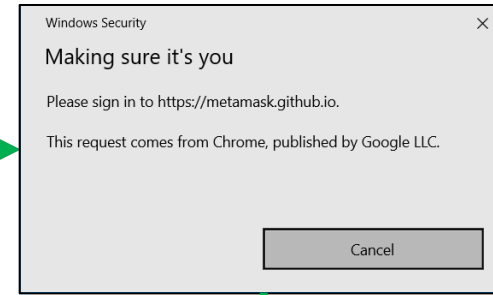 Windows Security
Making sure it's you
Please sign in to https://metamask.github.io.
This request comes from Chrome, published by Google LLC.
Cancel